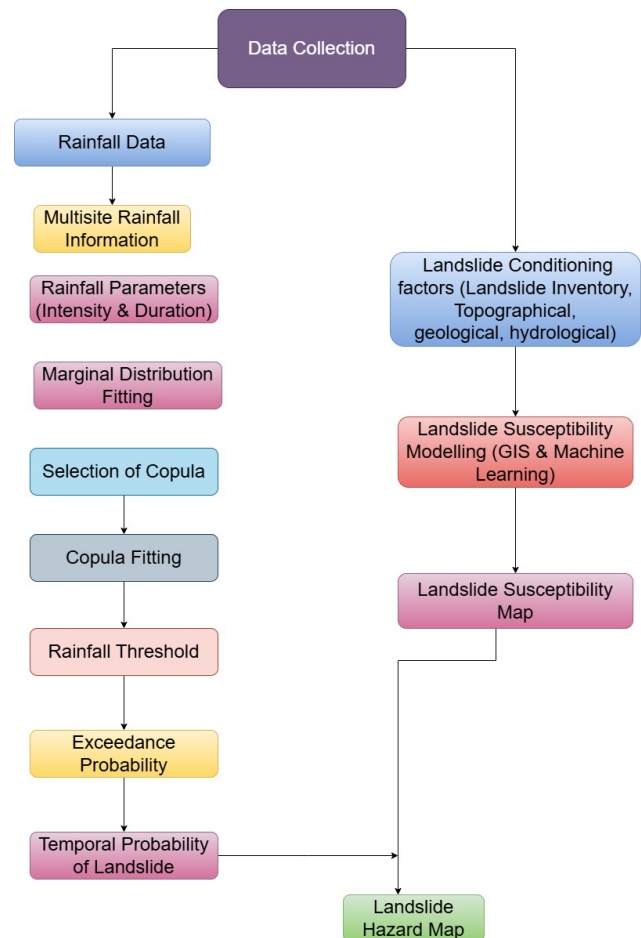 Data Collection
Rainfall Data
Multisite Rainfall
Information
Rainfall Parameters
(Intensity & Duration)
Marginal Distribution
Fitting
Selection of Copula
Copula Fitting
Rainfall Threshold
Exceedance
Probability
Temporal Probability
of Landslide
Landslide Conditioning
factors (Landslide Inventory,
Topographical,
geological, hydrological)
Landslide Susceptibility
Modelling (GIS & Machine
Learning)
Landslide Susceptibility
Map
Landslide
Hazard Map